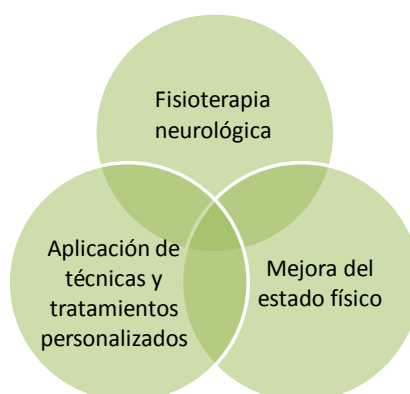 Fisioterapia
neurológica
Aplicación de
técnicas y
tratamientos
personalizados
Mejora del
estado físico